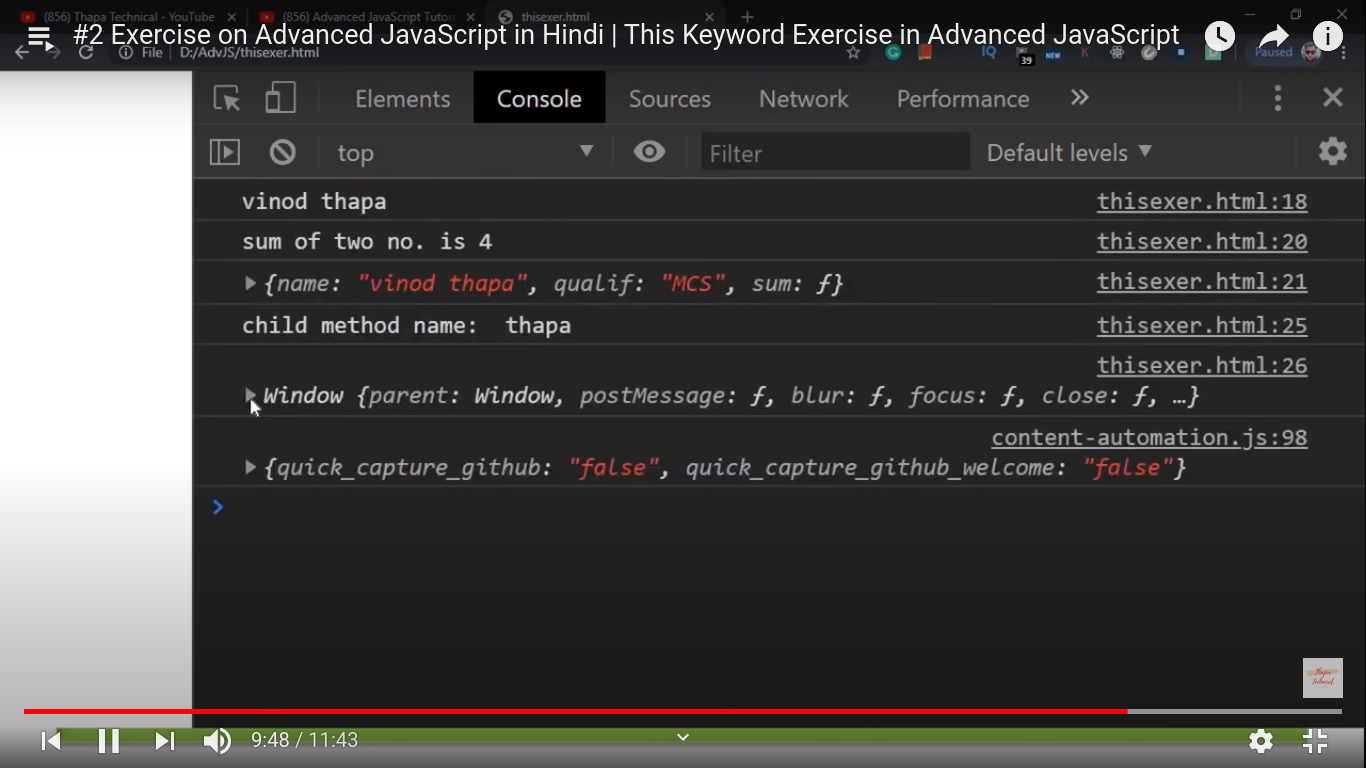 (856) Thapa Technical - YouTube
(856) Advanced JavaScript Tutor
thisexer.html
#2 Exercise on Advanced JavaScript in Hindi | This Keyword Exercise in Advanced JavaScript
File D:/AdvJS/thisexer.html
IQ 39 NEW K Paused
Elements Console Sources Network Performance
top Filter Default levels
vinod thapa thisexer.html:18
sum of two no. is 4 thisexer.html:20
{name: "vinod thapa", qualif: "MCS", sum: ƒ} thisexer.html:21
child method name: thapa thisexer.html:25
thisexer.html:26
Window {parent: Window, postMessage: ƒ, blur: ƒ, focus: ƒ, close: ƒ, …}
content-automation.js:98
{quick_capture_github: "false", quick_capture_github_welcome: "false"}
Thapa
Technical
9:48 / 11:43